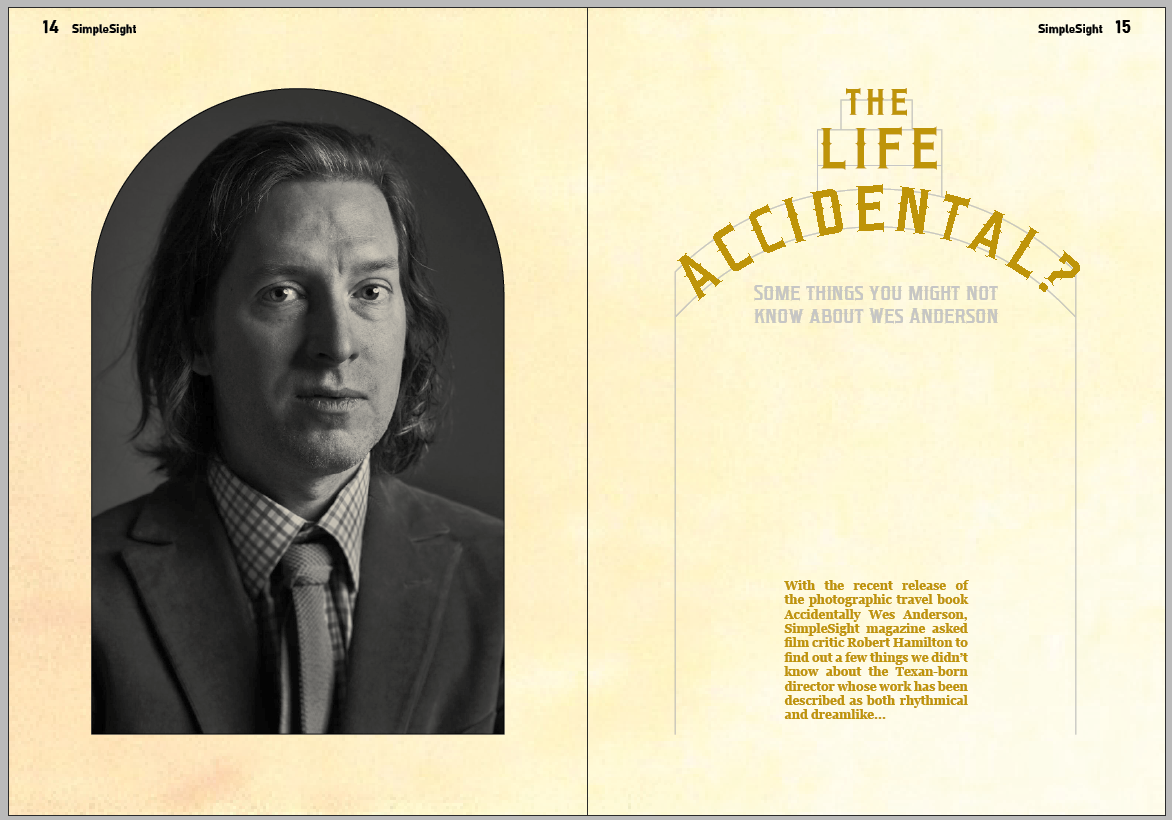 14 SimpleSight
SimpleSight 15
THE
LIFE
ACCIDENTAL?
SOME THINGS YOU MIGHT NOT
KNOW ABOUT WES ANDERSON
With the recent release of
the photographic travel book
Accidentally Wes Anderson,
SimpleSight magazine asked
film critic Robert Hamilton to
find out a few things we didn't
know about the Texan-born
director whose work has been
described as both rhythmical
and dreamlike...